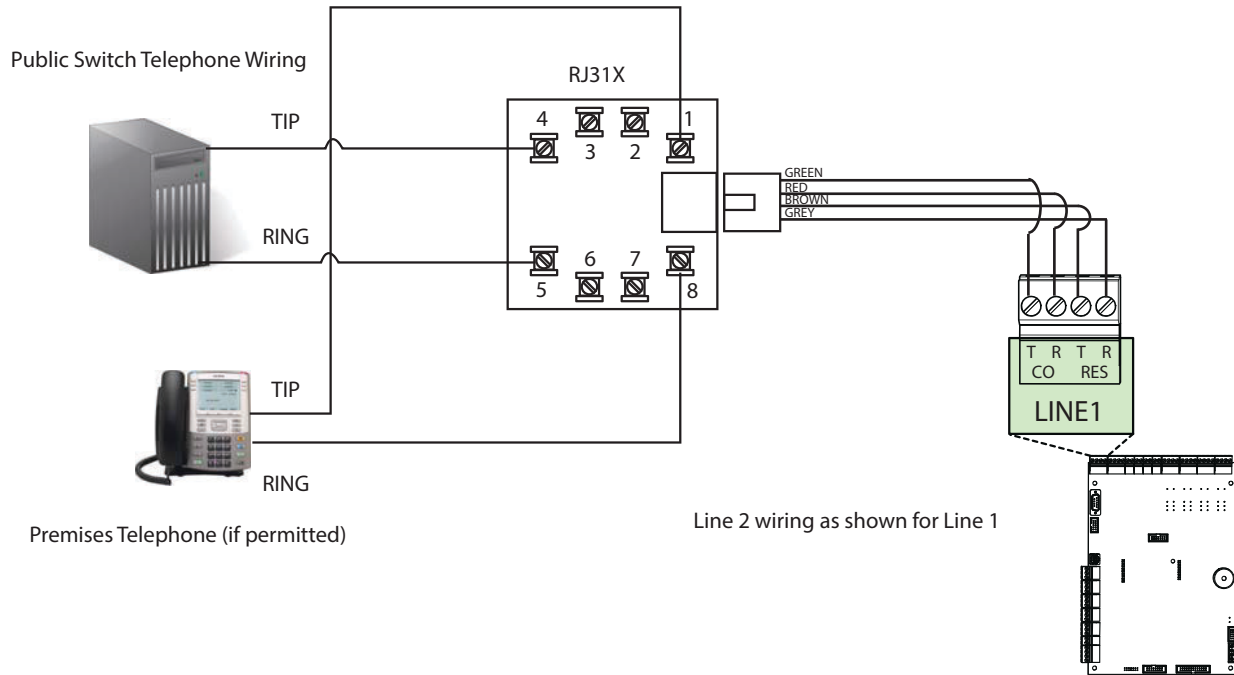 Public Switch Telephone Wiring
RJ31X
TIP
4
3
2
1
GREEN
RED
BROWN
GREY
RING
5
6
7
8
T R T R
CO RES
LINE1
TIP
RING
Premises Telephone (if permitted)
Line 2 wiring as shown for Line 1